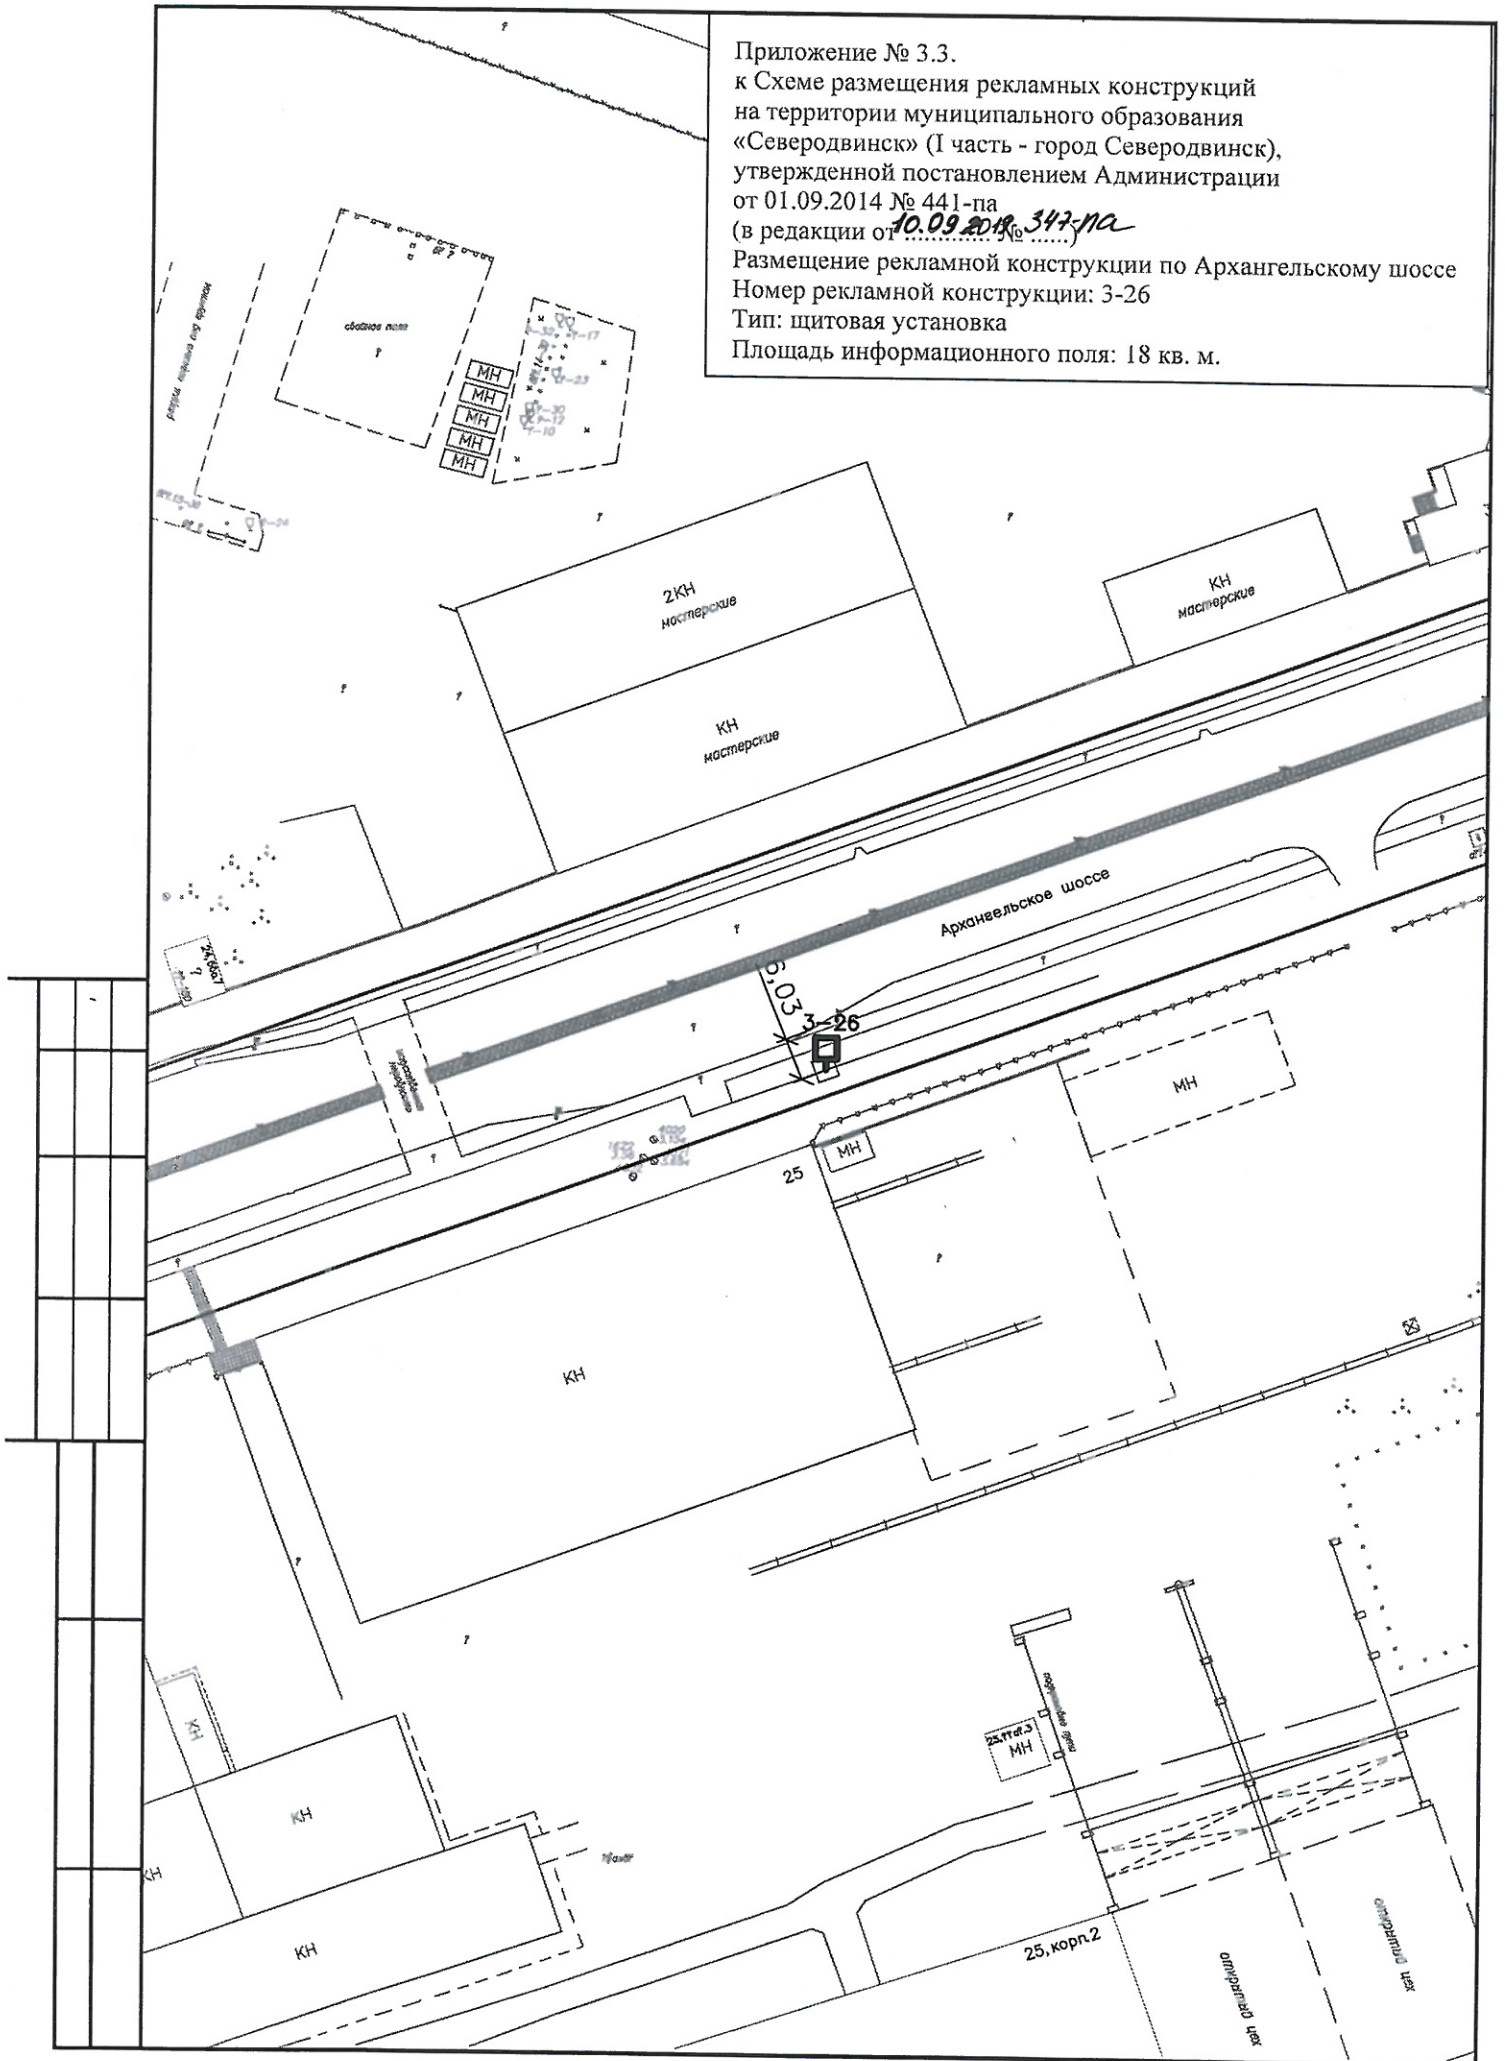 Приложение № 3.3.
к Схеме размещения рекламных конструкций
на территории муниципального образования
«Северодвинск» (I часть - город Северодвинск),
утвержденной постановлением Администрации
от 01.09.2014 № 441-па
(в редакции от 10.09.2019 № 347-па)
Размещение рекламной конструкции по Архангельскому шоссе
Номер рекламной конструкции: 3-26
Тип: щитовая установка
Площадь информационного поля: 18 кв. м.
свайное поле
МН
МН
МН
МН
МН
2КН
мастерские
КН
мастерские
КН
мастерские
Архангельское шоссе
6,03
3-26
МН
МН
25
КН
МН
КН
КН
КН
КН
25, корп.2